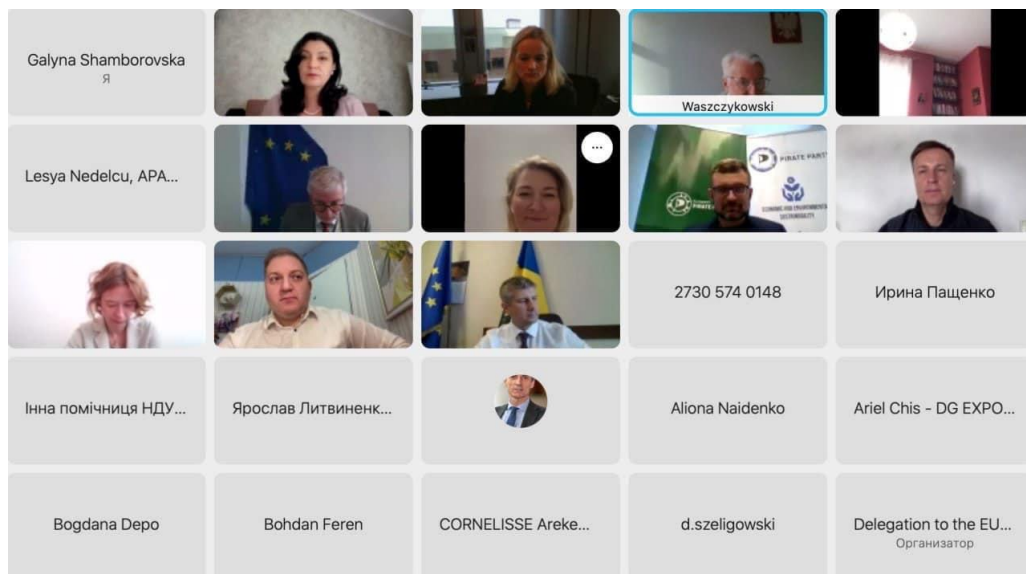 Galyna Shamborovska
Я
Waszczykowski
Lesya Nedelcu, APA...
PIRATE PART
2730 574 0148
Ирина Пащенко
Інна помічниця НДУ...
Ярослав Литвиненк...
Aliona Naidenko
Ariel Chis - DG EXPO...
Bogdana Depo
Bohdan Feren
CORNELISSE Areke...
d.szeligowski
Delegation to the EU...
Организатор